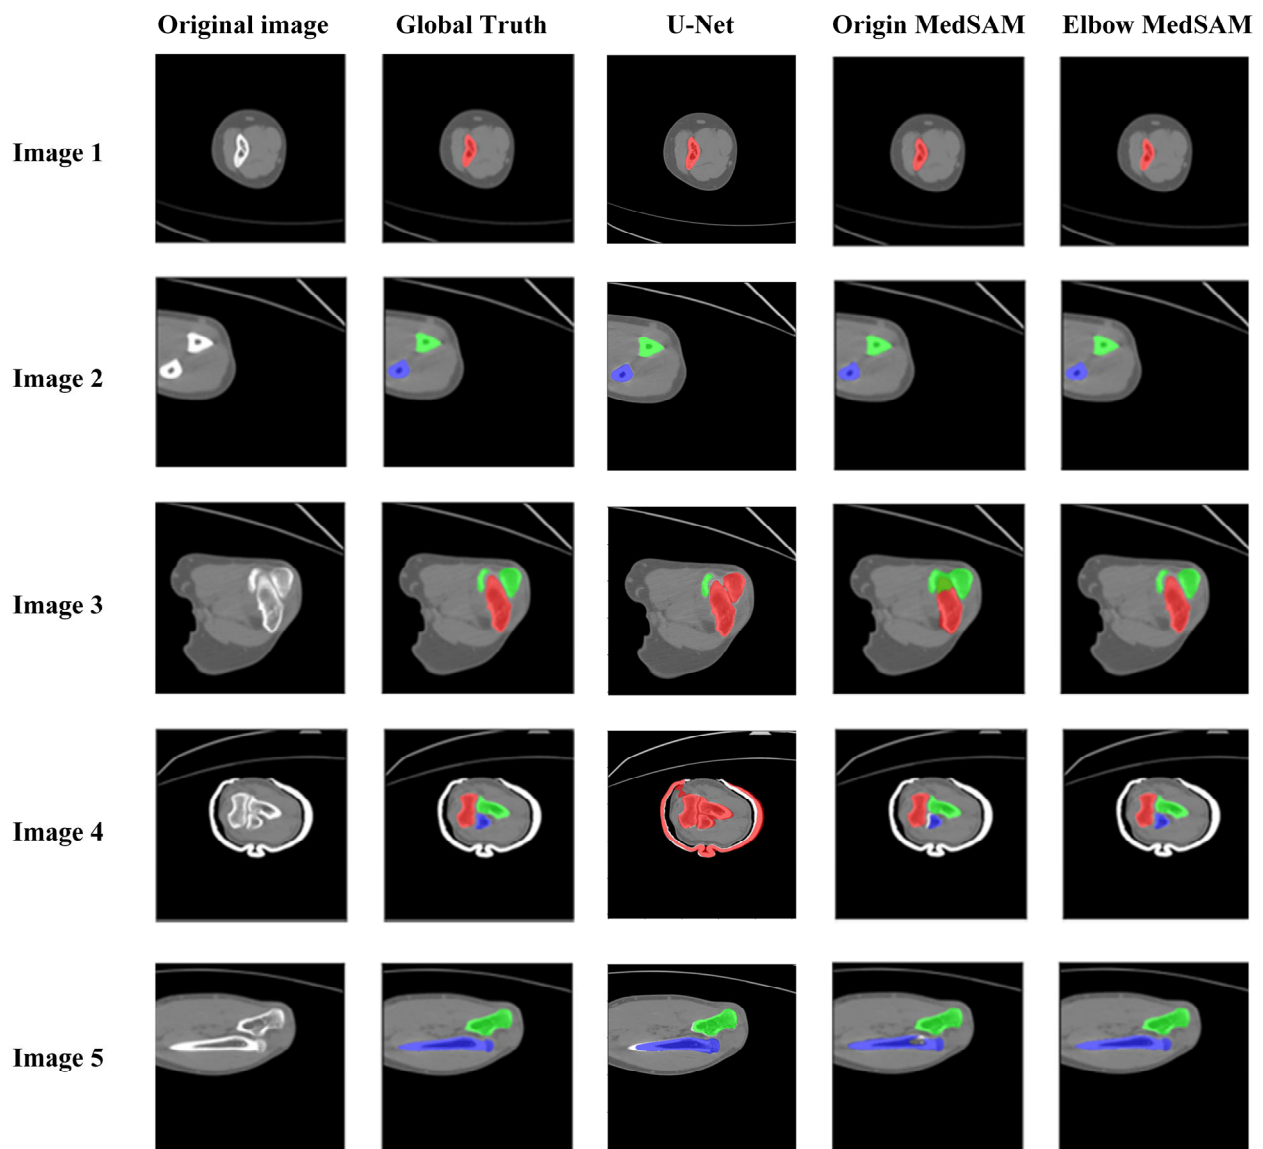 Original image Global Truth U-Net Origin MedSAM Elbow MedSAM
Image 1
Image 2
Image 3
Image 4
Image 5